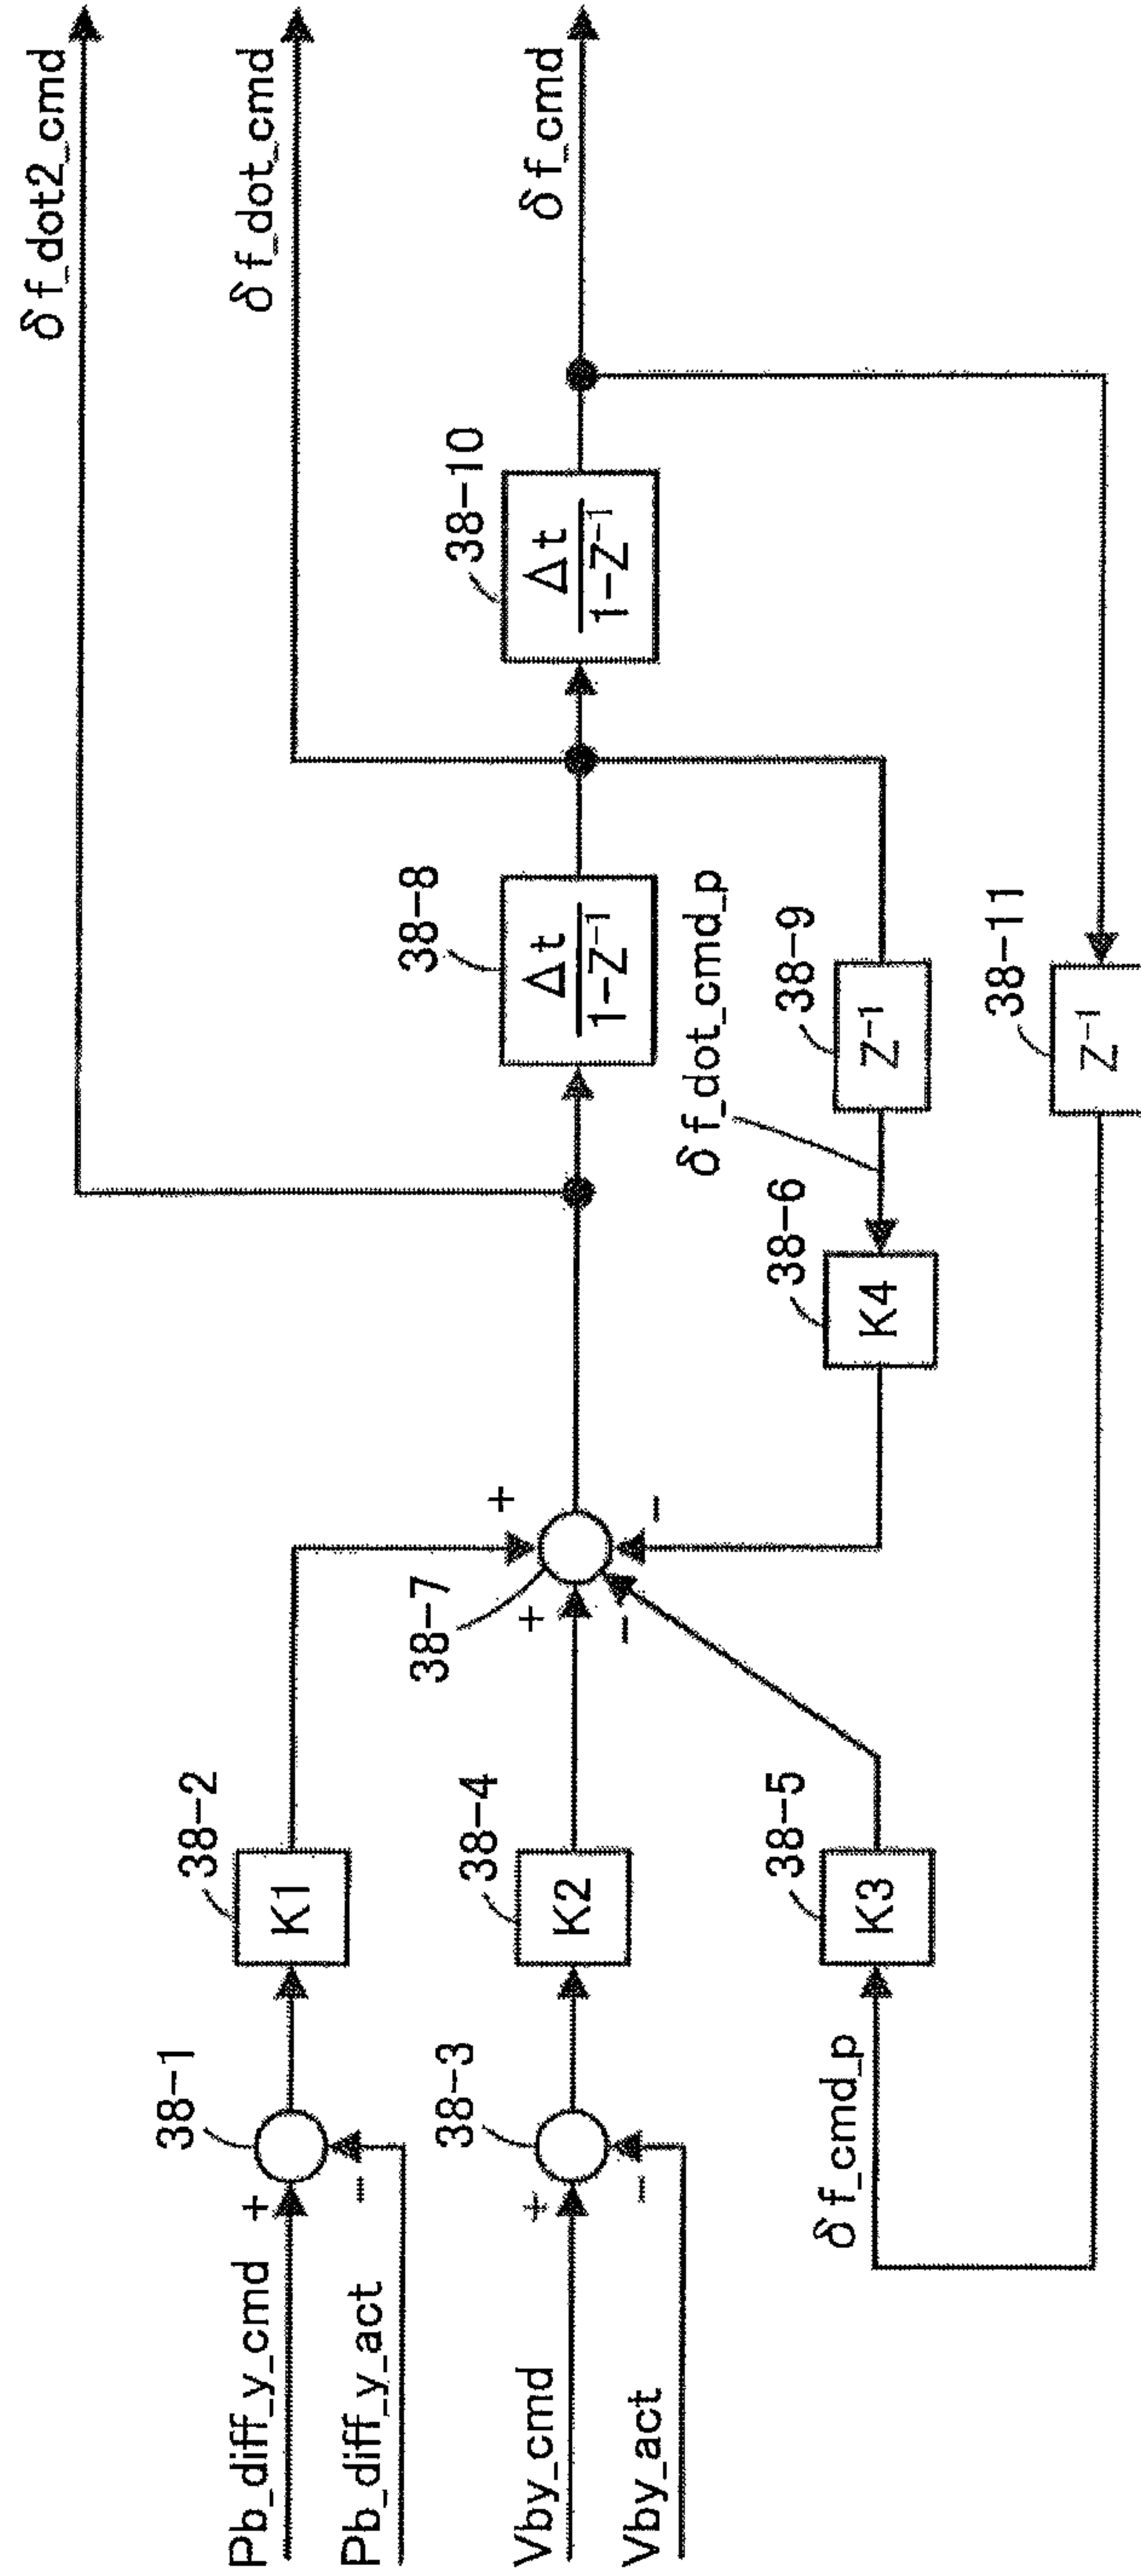 δf_dot2_cmd
δf_dot_cmd
38-1
38-2
Pb_diff_y_cmd
+
K1
-
Pb_diff_y_act
+
38-3
38-4
38-7
38-8
38-10
δf_cmd
Vby_cmd
+
K2
+
Δt
1-Z⁻¹
Δt
1-Z⁻¹
-
-
-
Vby_act
δf_dot_cmd_p
38-5
38-6
38-9
δf_cmd_p
K3
K4
Z⁻¹
38-11
Z⁻¹